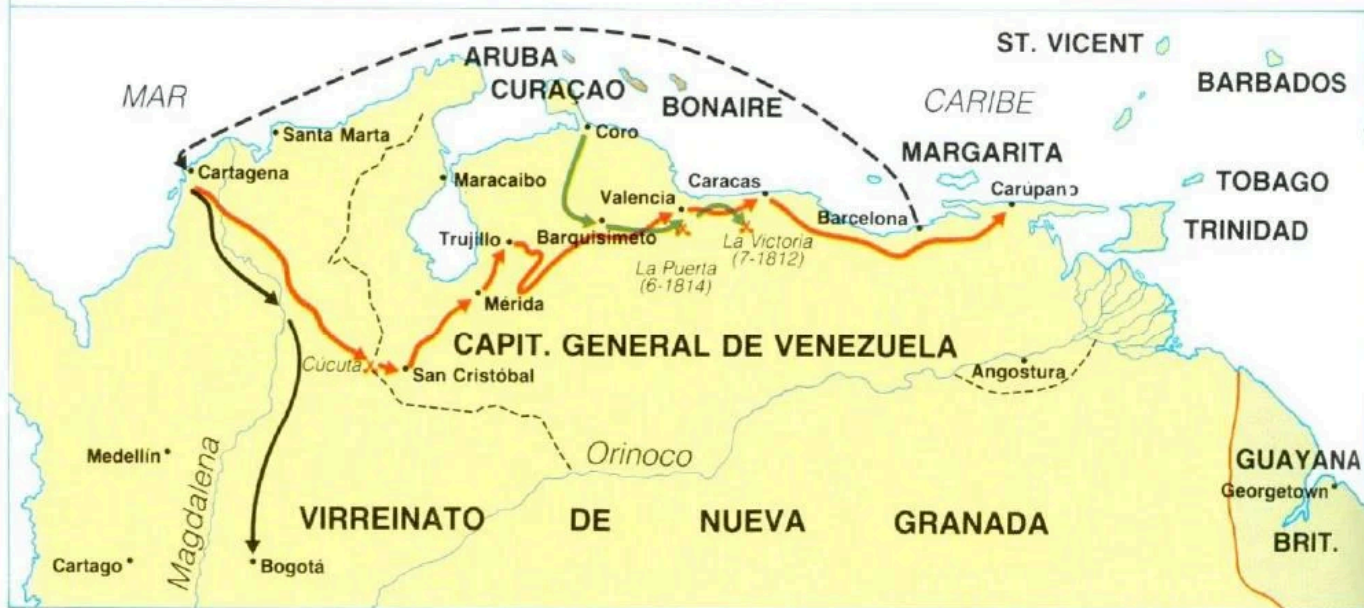 ST. VICENT
ARUBA
BARBADOS
CURAÇAO
MAR
BONAIRE
CARIBE
Santa Marta
Coro
MARGARITA
Cartagena
Maracaibo
Caracas
Carúpano
TOBAGO
Valencia
Barcelona
TRINIDAD
Trujillo
Barquisimeto
La Victoria
(7-1812)
La Puerta
(6-1814)
Mérida
CAPIT. GENERAL DE VENEZUELA
Cúcuta
San Cristóbal
Angostura
Medellín
Orinoco
GUAYANA
Georgetown
Magdalena
VIRREINATO DE NUEVA GRANADA
BRIT.
Cartago
Bogotá